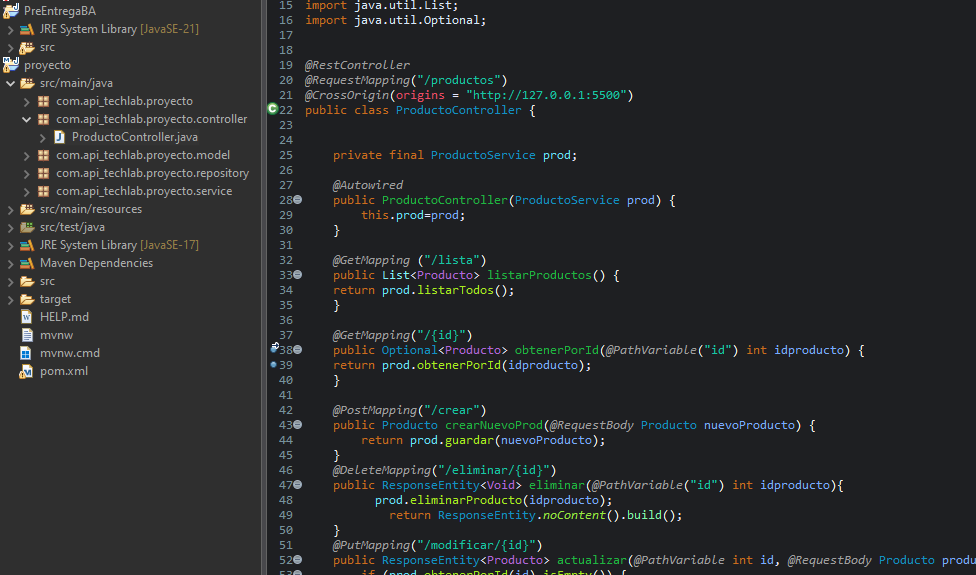 PreEntregaBA
JRE System Library [JavaSE-21]
src
proyecto
src/main/java
com.api_techlab.proyecto
com.api_techlab.proyecto.controller
ProductoController.java
com.api_techlab.proyecto.model
com.api_techlab.proyecto.repository
com.api_techlab.proyecto.service
src/main/resources
src/test/java
JRE System Library [JavaSE-17]
Maven Dependencies
src
target
HELP.md
mvnw
mvnw.cmd
pom.xml
15 import java.util.List;
16 import java.util.Optional;
17
18
19 @RestController
20 @RequestMapping("/productos")
21 @CrossOrigin(origins = "http://127.0.0.1:5500")
22 public class ProductoController {
23
24
25 private final ProductoService prod;
26
27 @Autowired
28 public ProductoController(ProductoService prod) {
29 this.prod=prod;
30 }
31
32 @GetMapping ("/lista")
33 public List<Producto> listarProductos() {
34 return prod.listarTodos();
35 }
36
37 @GetMapping("/{id}")
38 public Optional<Producto> obtenerPorId(@PathVariable("id") int idproducto) {
39 return prod.obtenerPorId(idproducto);
40 }
41
42 @PostMapping("/crear")
43 public Producto crearNuevoProd(@RequestBody Producto nuevoProducto) {
44 return prod.guardar(nuevoProducto);
45 }
46 @DeleteMapping("/eliminar/{id}")
47 public ResponseEntity<Void> eliminar(@PathVariable("id") int idproducto){
48 prod.eliminarProducto(idproducto);
49 return ResponseEntity.noContent().build();
50 }
51 @PutMapping("/modificar/{id}")
52 public ResponseEntity<Producto> actualizar(@PathVariable int id, @RequestBody Producto produ
53 if (prod.obtenerPorId(id).isEmpty()) {